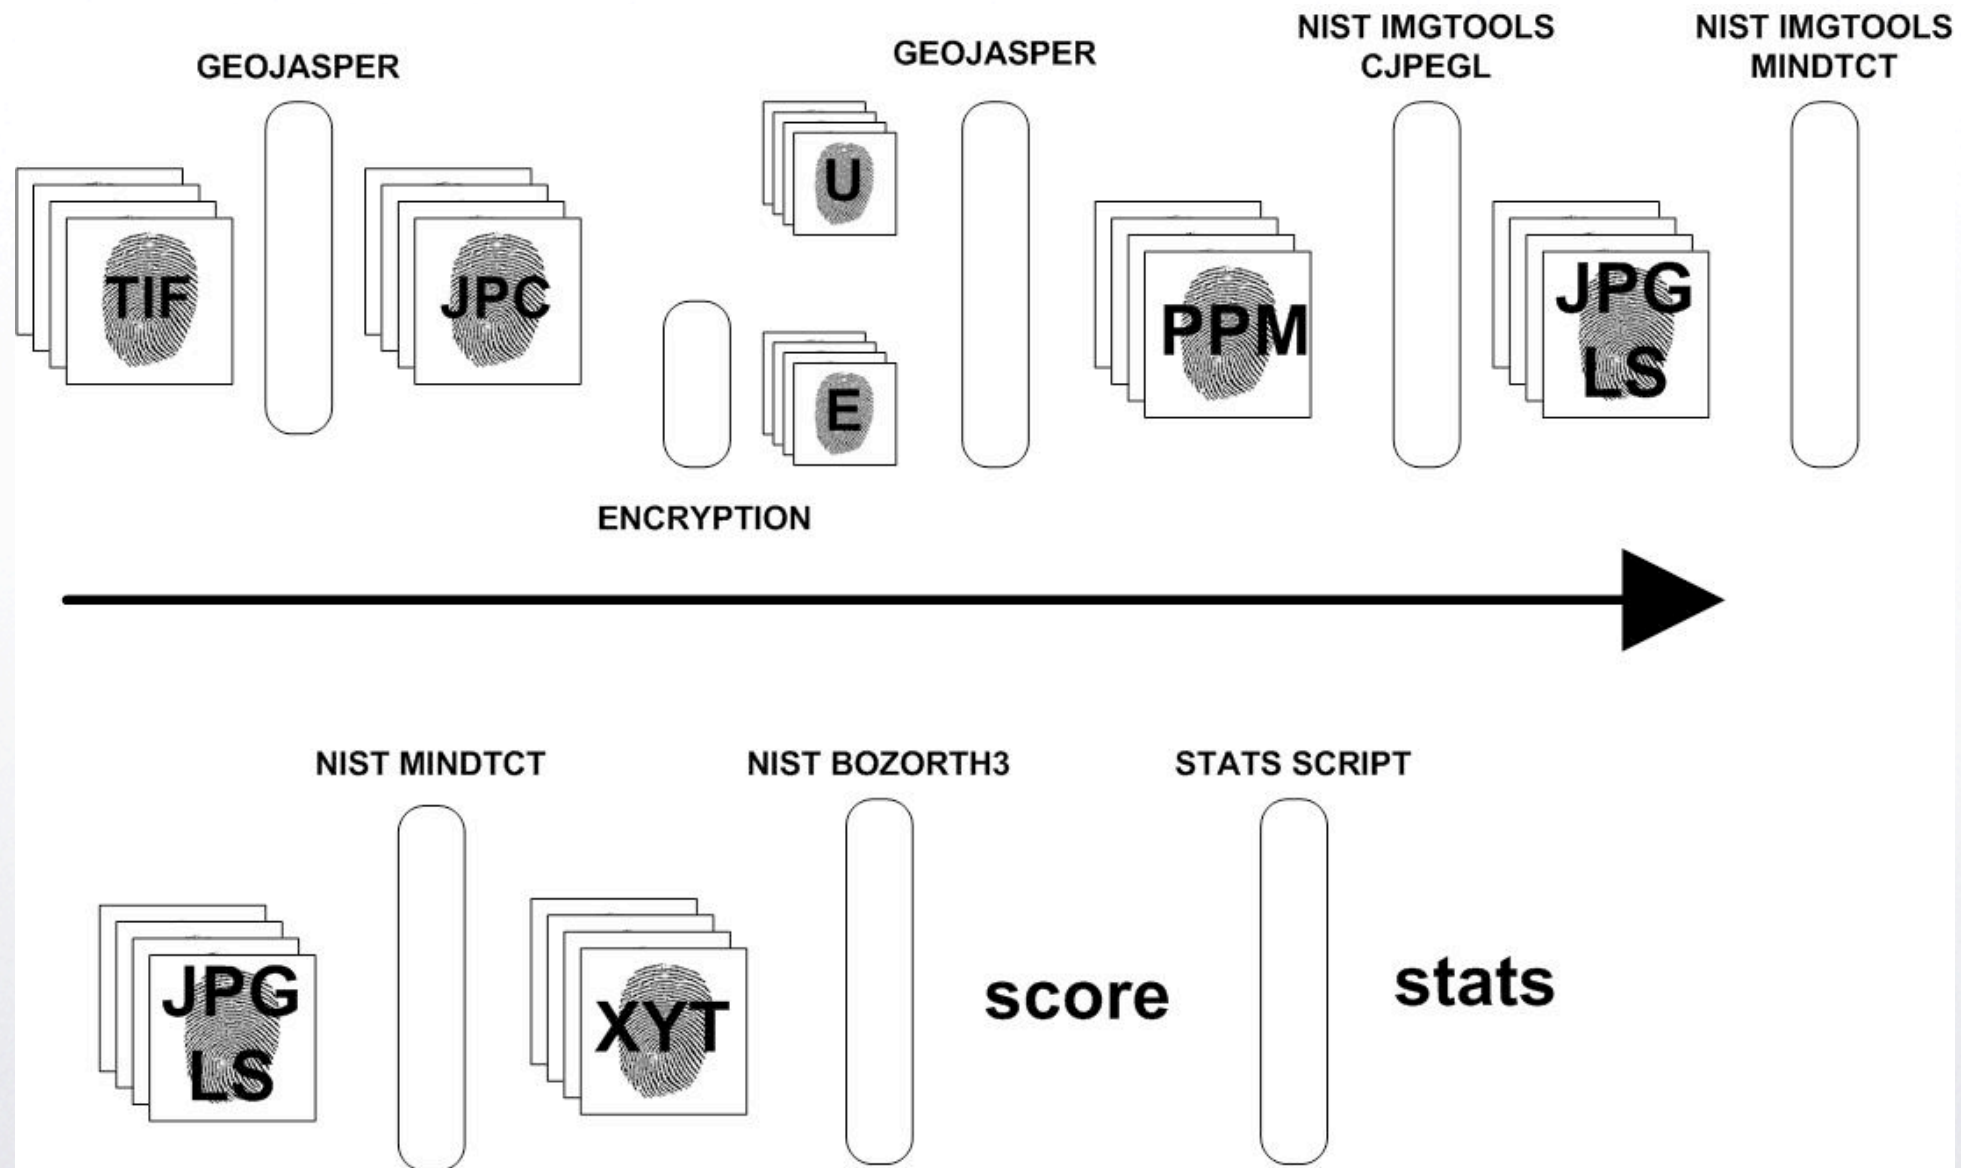 GEOJASPER
GEOJASPER
NIST IMGTOOLS
CJPEGL
NIST IMGTOOLS
MINDTCT
TIF
JPC
U
E
PPM
JPG
LS
ENCRYPTION
NIST MINDTCT
NIST BOZORTH3
STATS SCRIPT
JPG
LS
XYT
score
stats